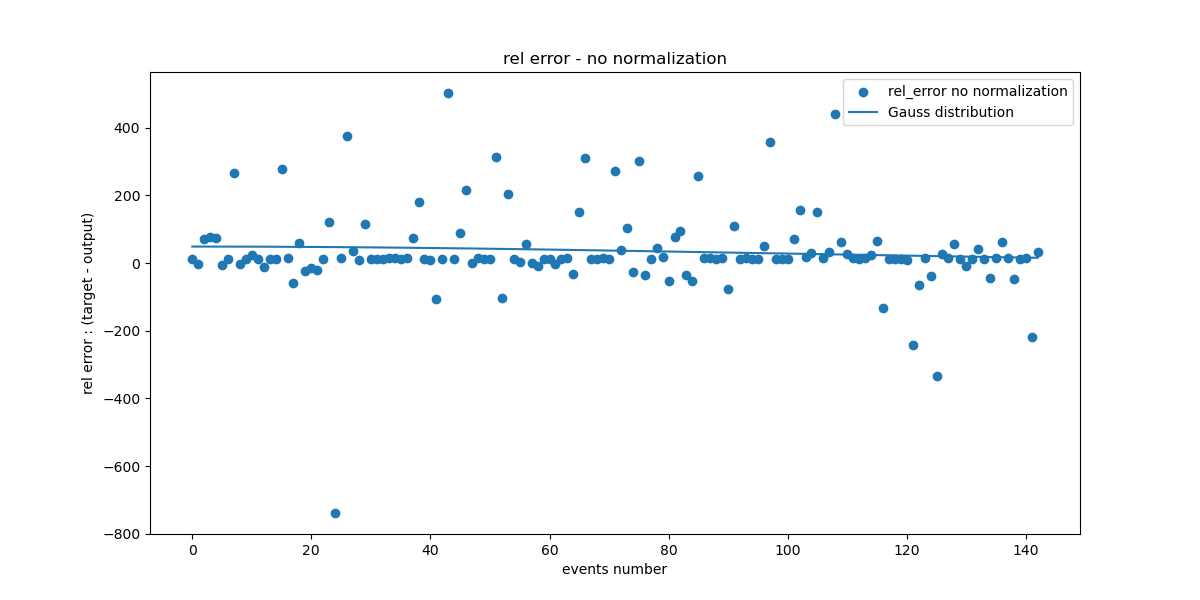 rel error - no normalization
rel_error no normalization
Gauss distribution
rel error : (target - output)
400
200
0
−200
−400
−600
−800
0 20 40 60 80 100 120 140
events number